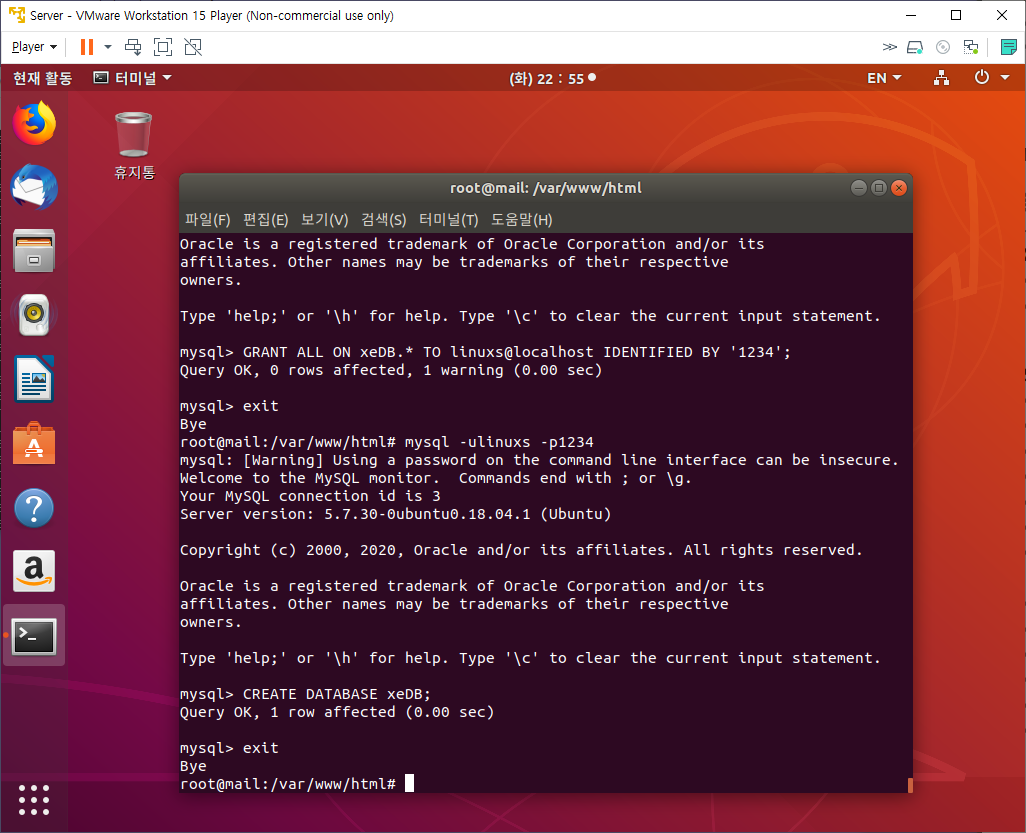 Server - VMware Workstation 15 Player (Non-commercial use only)
Player
현재 활동
터미널
(화) 22 : 55
EN
휴지통
root@mail: /var/www/html
파일(F) 편집(E) 보기(V) 검색(S) 터미널(T) 도움말(H)
Oracle is a registered trademark of Oracle Corporation and/or its
affiliates. Other names may be trademarks of their respective
owners.
Type 'help;' or '\h' for help. Type '\c' to clear the current input statement.
mysql> GRANT ALL ON xeDB.* TO linuxs@localhost IDENTIFIED BY '1234';
Query OK, 0 rows affected, 1 warning (0.00 sec)
mysql> exit
Bye
root@mail:/var/www/html# mysql -ulinuxs -p1234
mysql: [Warning] Using a password on the command line interface can be insecure.
Welcome to the MySQL monitor.  Commands end with ; or \g.
Your MySQL connection id is 3
Server version: 5.7.30-0ubuntu0.18.04.1 (Ubuntu)
Copyright (c) 2000, 2020, Oracle and/or its affiliates. All rights reserved.
Oracle is a registered trademark of Oracle Corporation and/or its
affiliates. Other names may be trademarks of their respective
owners.
Type 'help;' or '\h' for help. Type '\c' to clear the current input statement.
mysql> CREATE DATABASE xeDB;
Query OK, 1 row affected (0.00 sec)
mysql> exit
Bye
root@mail:/var/www/html#